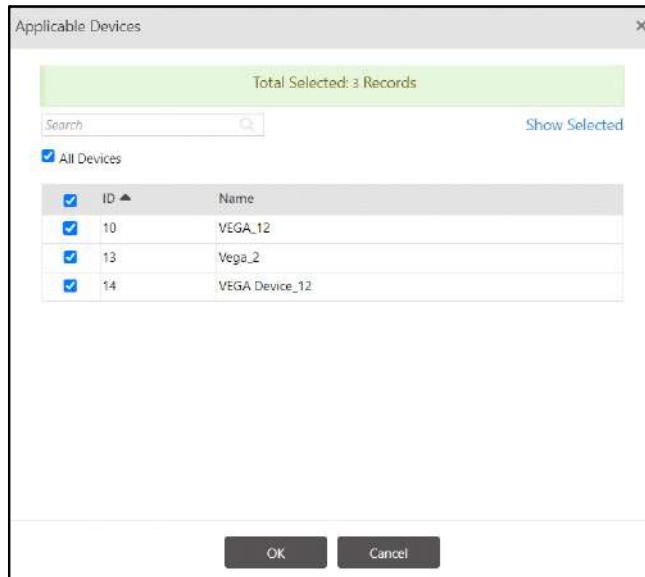 Applicable Devices ×
Total Selected: 3 Records
Search Show Selected
All Devices
ID Name
10 VEGA_12
13 Vega_2
14 VEGA Device_12
OK Cancel